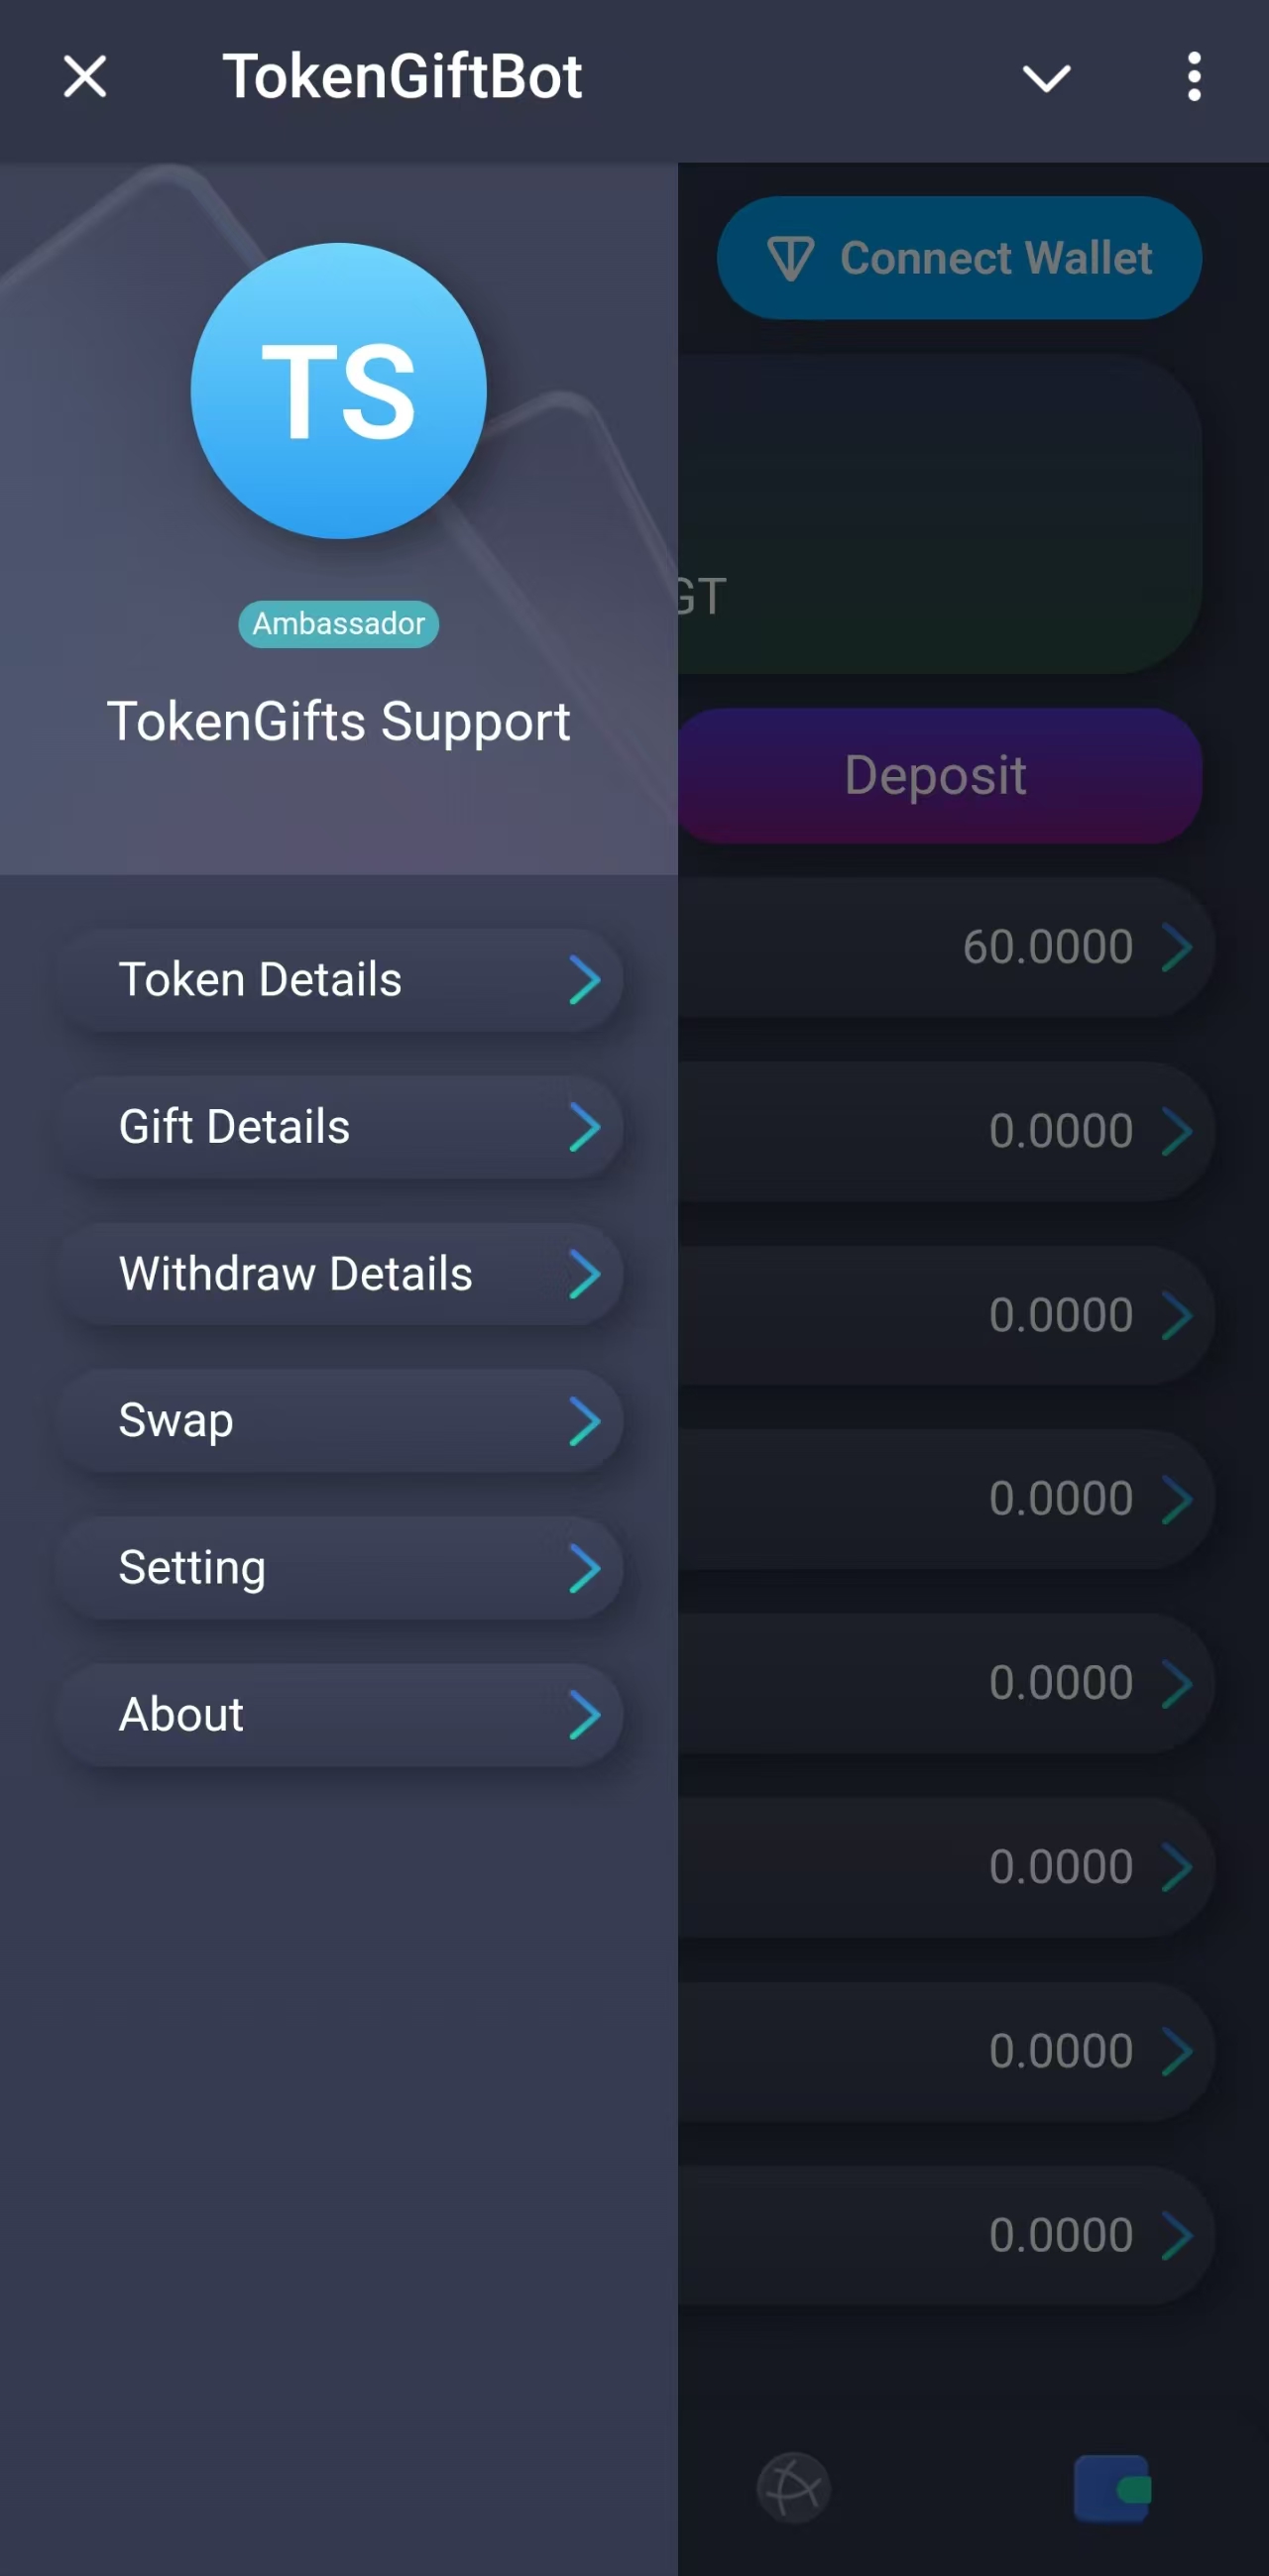 TokenGiftBot
Connect Wallet
TS
GT
Ambassador
TokenGifts Support
Deposit
60.0000
Token Details
0.0000
Gift Details
0.0000
Withdraw Details
0.0000
Swap
0.0000
Setting
0.0000
About
0.0000
0.0000